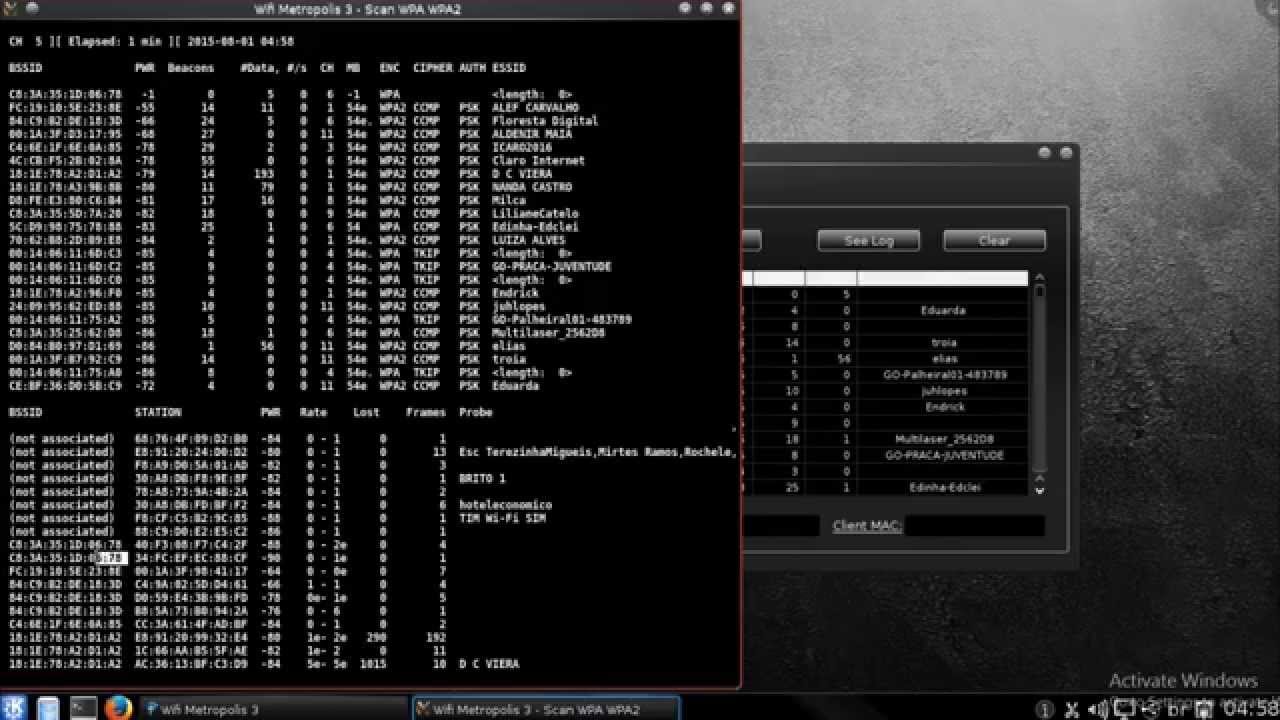 Wifi Metropolis 3 - Scan WPA WPA2
CH 5 ][ Elapsed: 1 min ][ 2015-08-01 04:58
BSSID PWR Beacons #Data, #/s CH MB ENC CIPHER AUTH ESSID
C8:3A:35:1D:06:78 -1 0 5 0 6 -1 WPA <length: 0>
FC:19:10:5E:23:8E -55 14 11 0 1 54e WPA2 CCMP PSK ALEF CARVALHO
84:C9:B2:DE:18:3D -66 24 5 0 6 54e. WPA2 CCMP PSK Floresta Digital
00:1A:3F:D3:17:95 -68 27 0 0 11 54e WPA2 CCMP PSK ALDENIR MAIA
C4:6E:1F:6E:0A:85 -78 29 2 0 3 54e. WPA2 CCMP PSK ICARO2016
4C:CB:F5:2B:02:8A -78 55 0 0 6 54e WPA2 CCMP PSK Claro Internet
18:1E:78:A2:D1:A2 -79 14 193 0 1 54e WPA2 CCMP PSK D C VIERA
18:1E:78:A3:9B:8B -80 11 79 0 1 54e WPA2 CCMP PSK NANDA CASTRO
D8:FE:E3:80:C6:B4 -81 17 16 0 8 54e WPA2 CCMP PSK Milca
C8:3A:35:5D:7A:20 -82 18 0 0 9 54e WPA CCMP PSK LilianeCatelo
5C:D9:98:75:78:88 -83 25 1 0 6 54 WPA CCMP PSK Edinha-Edclei
70:62:B8:2D:B9:E8 -84 2 4 0 1 54e. WPA2 CCMP PSK LUIZA ALVES
00:14:06:11:6D:C3 -85 9 0 0 4 54e. WPA TKIP PSK <length: 0>
00:14:06:11:6D:C2 -85 9 0 0 4 54e. WPA TKIP PSK GO-PRACA-JUVENTUDE
00:14:06:11:6D:C0 -85 9 0 0 4 54e. WPA TKIP PSK <length: 0>
18:1E:78:A2:96:F0 -85 4 0 0 1 54e WPA2 CCMP PSK Endrick
24:89:95:62:ED:88 -85 10 0 0 11 54e. WPA2 CCMP PSK juhlopes
00:14:06:11:75:A2 -85 5 0 0 4 54e. WPA TKIP PSK GO-Palheiral01-483789
C8:3A:35:25:62:D8 -86 18 1 0 6 54e WPA CCMP PSK Multilaser_2562D8
D0:84:B0:97:D1:69 -86 1 56 0 11 54e WPA2 CCMP PSK elias
00:1A:3F:B7:92:C9 -86 14 0 0 11 54e WPA2 CCMP PSK troia
00:14:06:11:75:A0 -86 8 0 0 4 54e. WPA TKIP PSK <length: 0>
CE:BF:36:D0:5B:C9 -72 4 0 0 11 54e WPA2 CCMP PSK Eduarda
BSSID STATION PWR Rate Lost Frames Probe
(not associated) 68:76:4F:09:D2:B0 -84 0 - 1 0 1
(not associated) E8:91:20:24:D0:D2 -80 0 - 1 0 13 Esc TerezinhaMigueis,Mirtes Ramos,Rochele,
(not associated) F8:A9:D0:5A:01:AD -82 0 - 1 0 3
(not associated) 30:A8:DB:F8:9E:8F -82 0 - 1 0 1 BRITO 1
(not associated) 78:A8:73:9A:4B:2A -84 0 - 1 0 2
(not associated) 30:A8:DB:FD:BF:F2 -84 0 - 1 0 6 hoteleconomico
(not associated) F8:CF:C5:B2:9C:85 -88 0 - 1 0 1 TIM Wi-Fi SIM
(not associated) 88:C9:D0:E2:E5:C2 -86 0 - 1 0 1
C8:3A:35:1D:06:78 40:F3:08:F7:C4:2F -88 0 - 2e 0 4
C8:3A:35:1D:06:78 34:FC:EF:EC:88:CF -90 0 - 1e 0 1
FC:19:10:5E:23:8E 00:1A:3F:98:41:17 -64 0 - 0e 0 7
84:C9:B2:DE:18:3D C4:9A:02:5D:D4:61 -66 1 - 1 0 4
84:C9:B2:DE:18:3D D0:59:E4:3B:9B:FD -78 0e- 1e 0 5
84:C9:B2:DE:18:3D B8:5A:73:B0:94:2A -76 0 - 6 0 1
C4:6E:1F:6E:0A:85 CC:3A:61:4F:AD:BF -84 0 - 1 0 2
18:1E:78:A2:D1:A2 E8:91:20:99:32:E4 -80 1e- 2e 290 192
18:1E:78:A2:D1:A2 1C:66:AA:B5:5F:AE -82 1e- 2 0 11
18:1E:78:A2:D1:A2 AC:36:13:BF:C3:D9 -84 5e- 5e 1015 10 D C VIERA
See Log Clear
0 5
4 0 Eduarda
8 0
14 0 troia
1 56 elias
5 0 GO-Palheiral01-483789
10 0 juhlopes
4 0 Endrick
9 0
18 1 Multilaser_2562D8
8 0 GO-PRACA-JUVENTUDE
3 0
25 1 Edinha-Edclei
Client MAC:
Activate Windows
Wifi Metropolis 3
Wifi Metropolis 3 - Scan WPA WPA2
br
04:58